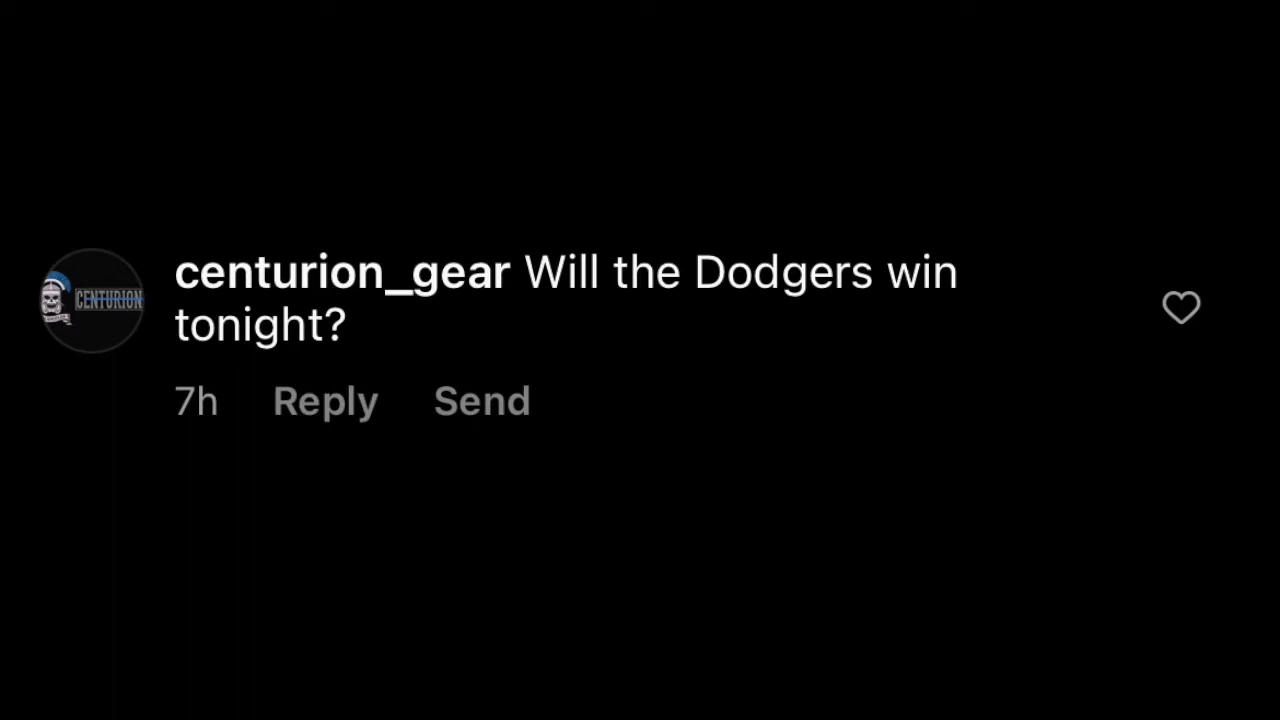 centurion_gear Will the Dodgers win
tonight?
CENTURION
7h Reply Send